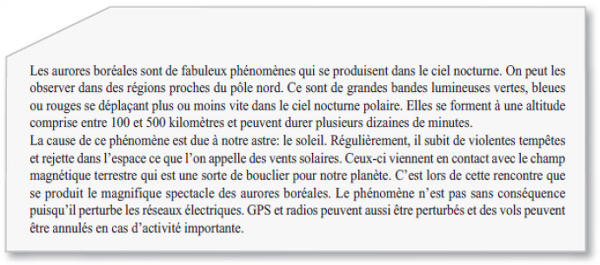 Les aurores boréales sont de fabuleux phénomènes qui se produisent dans le ciel nocturne. On peut les
observer dans des régions proches du pôle nord. Ce sont de grandes bandes lumineuses vertes, bleues
ou rouges se déplaçant plus ou moins vite dans le ciel nocturne polaire. Elles se forment à une altitude
comprise entre 100 et 500 kilomètres et peuvent durer plusieurs dizaines de minutes.
La cause de ce phénomène est due à notre astre: le soleil. Régulièrement, il subit de violentes tempêtes
et rejette dans l'espace ce que l'on appelle des vents solaires. Ceux-ci viennent en contact avec le champ
magnétique terrestre qui est une sorte de bouclier pour notre planète. C'est lors de cette rencontre que
se produit le magnifique spectacle des aurores boréales. Le phénomène n'est pas sans conséquence
puisqu'il perturbe les réseaux électriques. GPS et radios peuvent aussi être perturbés et des vols peuvent
être annulés en cas d'activité importante.